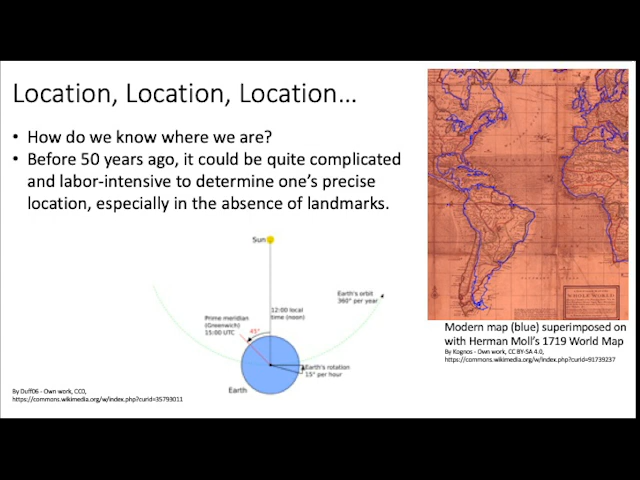 Location, Location, Location...
• How do we know where we are?
• Before 50 years ago, it could be quite complicated
and labor-intensive to determine one's precise
location, especially in the absence of landmarks.
Sun
Earth's orbit
360° per year
12:00 local
time (noon)
Prime meridian
(Greenwich)
15:00 UTC
45°
Earth's rotation
15° per hour
Earth
By Duff06 - Own work, CC0,
https://commons.wikimedia.org/w/index.php?curid=35793011
Modern map (blue) superimposed on
with Herman Moll's 1719 World Map
By Kognos - Own work, CC BY-SA 4.0,
https://commons.wikimedia.org/w/index.php?curid=91739237